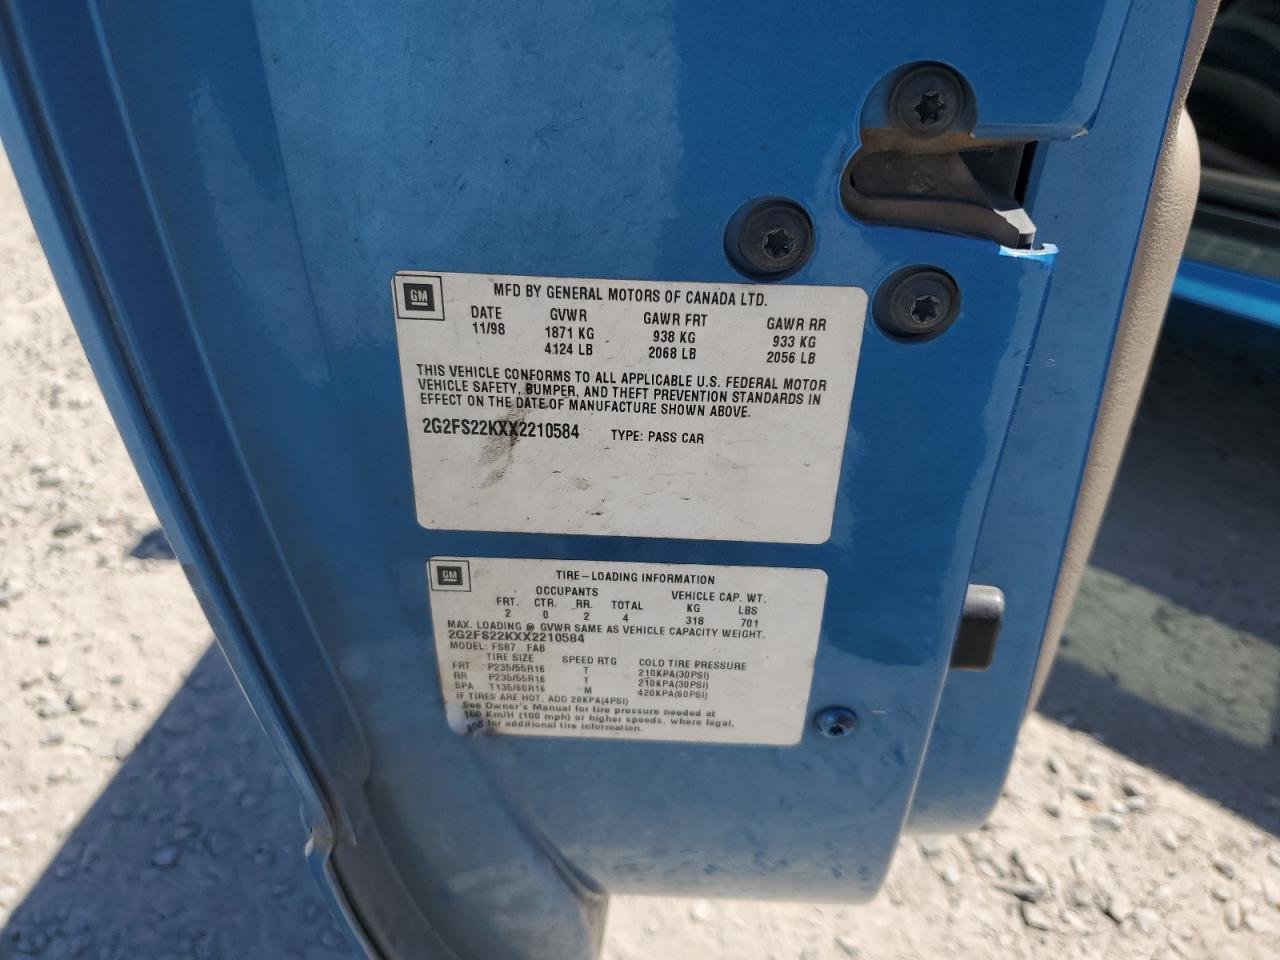 GM
MFD BY GENERAL MOTORS OF CANADA LTD.
DATE GVWR GAWR FRT GAWR RR
11/98 1871 KG 938 KG 933 KG
4124 LB 2068 LB 2056 LB
THIS VEHICLE CONFORMS TO ALL APPLICABLE U.S. FEDERAL MOTOR
VEHICLE SAFETY, BUMPER, AND THEFT PREVENTION STANDARDS IN
EFFECT ON THE DATE OF MANUFACTURE SHOWN ABOVE.
2G2FS22KXX2210584 TYPE: PASS CAR
GM
TIRE-LOADING INFORMATION
OCCUPANTS VEHICLE CAP. WT.
FRT. CTR. RR. TOTAL KG LBS
2 0 2 4 318 701
MAX. LOADING @ GVWR SAME AS VEHICLE CAPACITY WEIGHT.
2G2FS22KXX2210584
MODEL: FS87 FAB
TIRE SIZE SPEED RTG COLD TIRE PRESSURE
FRT P235/55R16 T 210KPA(30PSI)
RR P235/55R16 T 210KPA(30PSI)
SPA T135/60R16 M 420KPA(60PSI)
IF TIRES ARE HOT, ADD 28KPA(4PSI)
See Owner's Manual for tire pressure needed at
160 Km/H (100 mph) or higher speeds, where legal,
and for additional tire information.